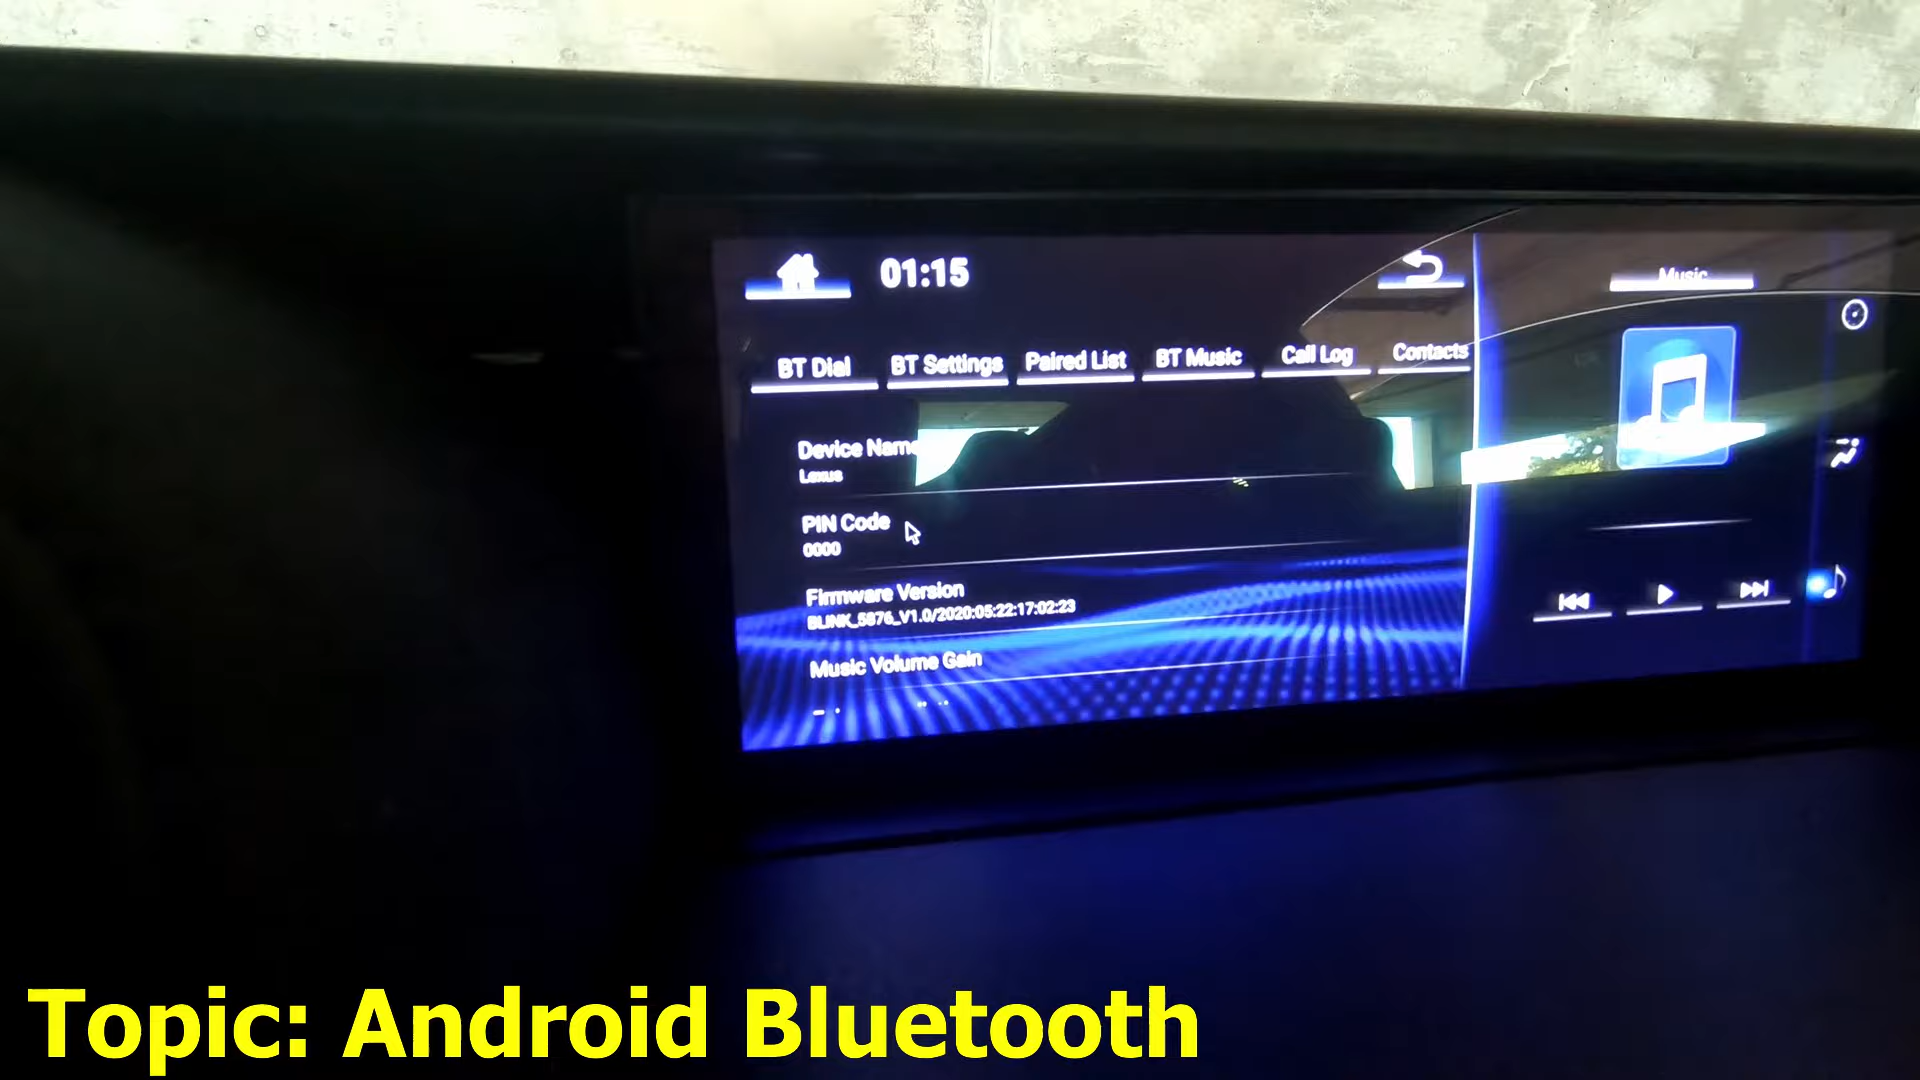 01:15
Music
BT Dial BT Settings Paired List BT Music Call Log Contacts
Device Name
Lexus
PIN Code
0000
Firmware Version
BLINK_5876_V1.0/2020:05:22:17:02:23
Music Volume Gain
Topic: Android Bluetooth